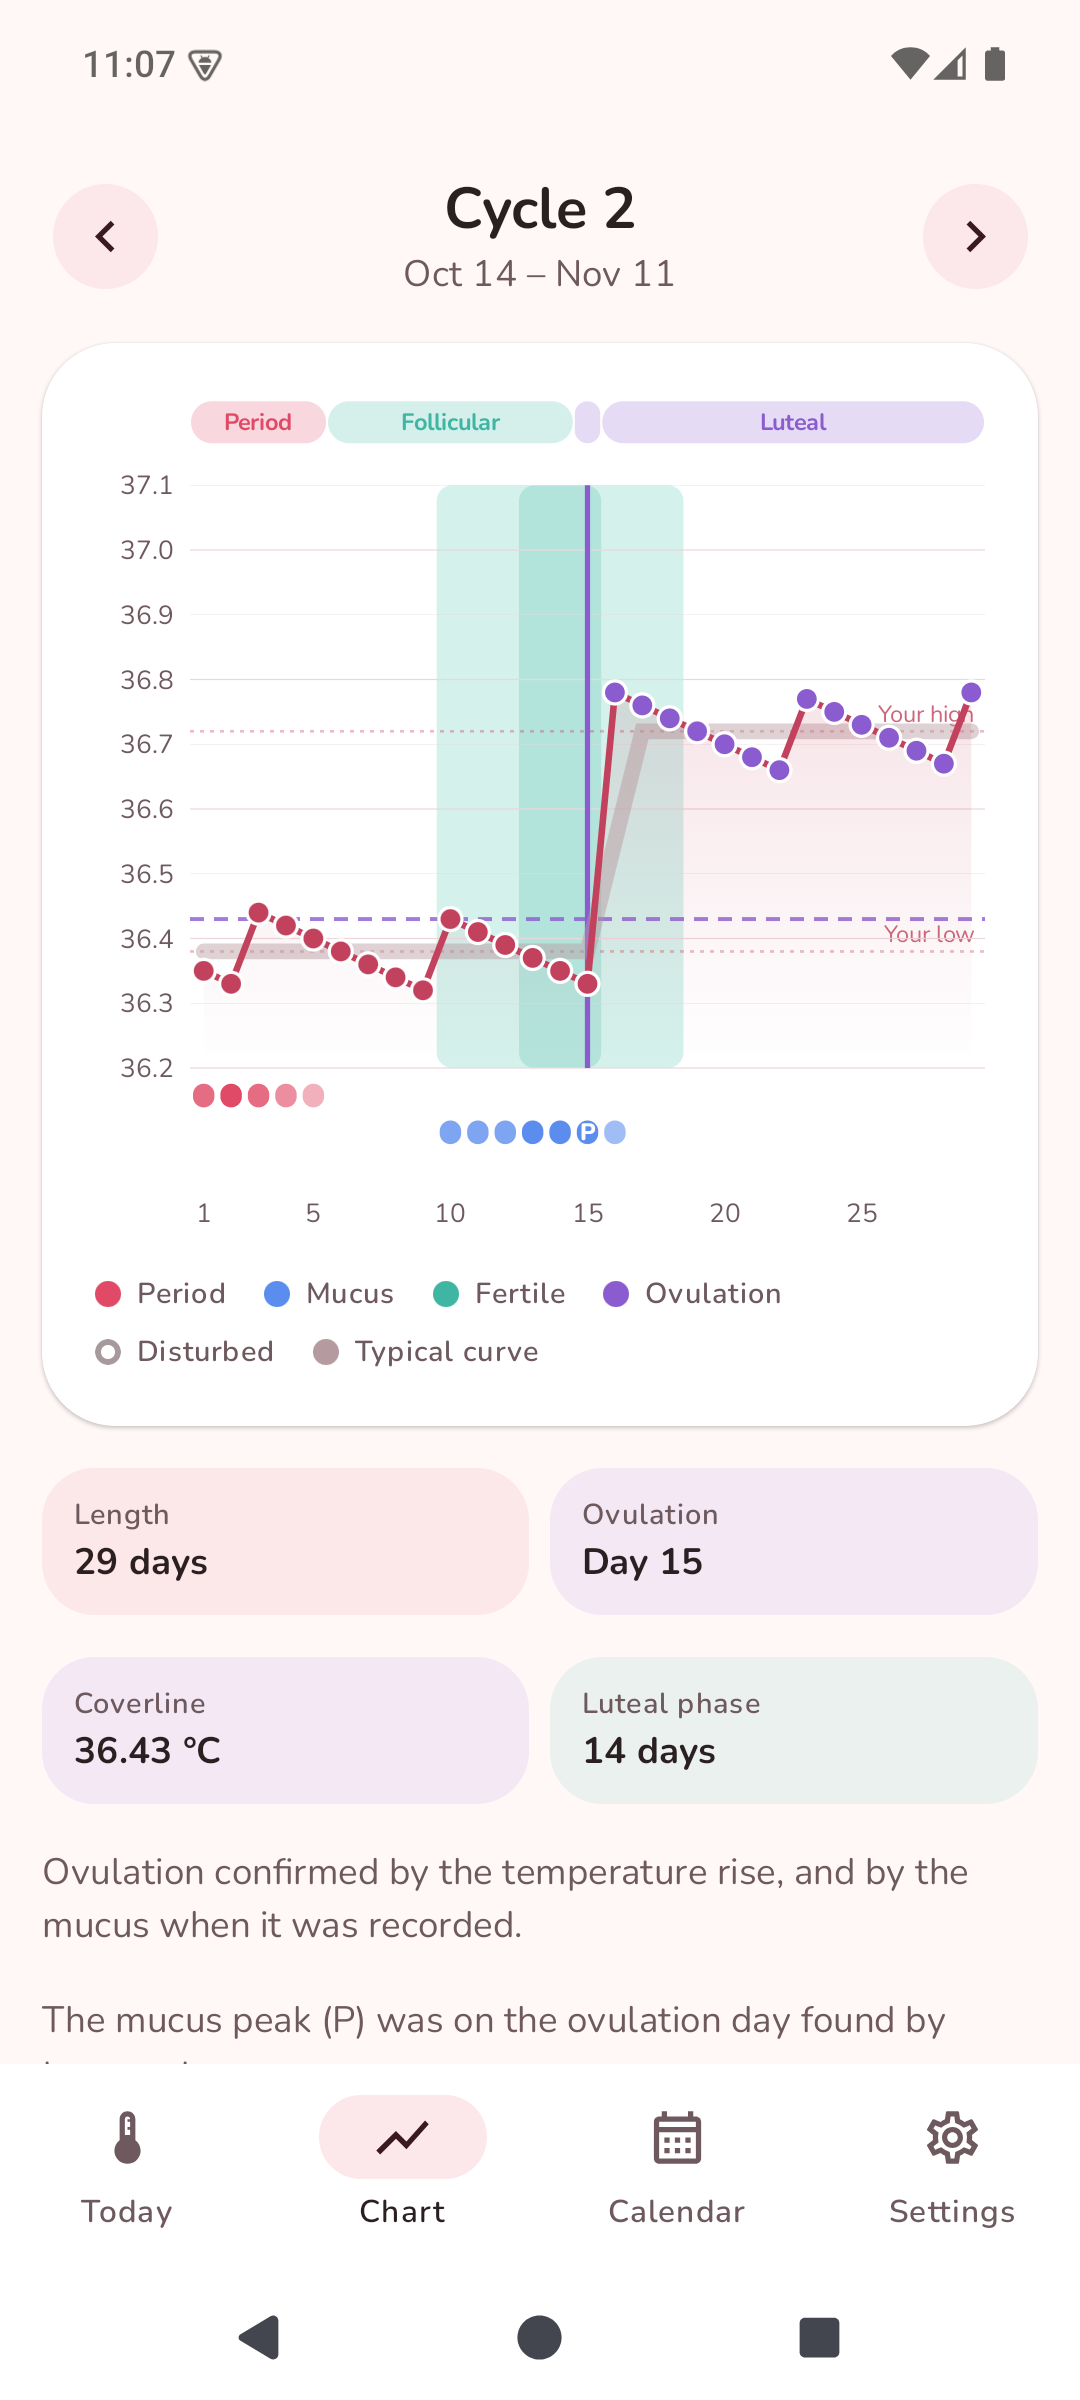 11:07
Cycle 2
Oct 14 – Nov 11
Period Follicular Luteal
37.1
37.0
36.9
36.8
Your high
36.7
36.6
36.5
36.4
Your low
36.3
36.2
P
1 5 10 15 20 25
Period Mucus Fertile Ovulation
Disturbed Typical curve
Length
29 days
Ovulation
Day 15
Coverline
36.43 °C
Luteal phase
14 days
Ovulation confirmed by the temperature rise, and by the
mucus when it was recorded.
The mucus peak (P) was on the ovulation day found by
Today Chart Calendar Settings